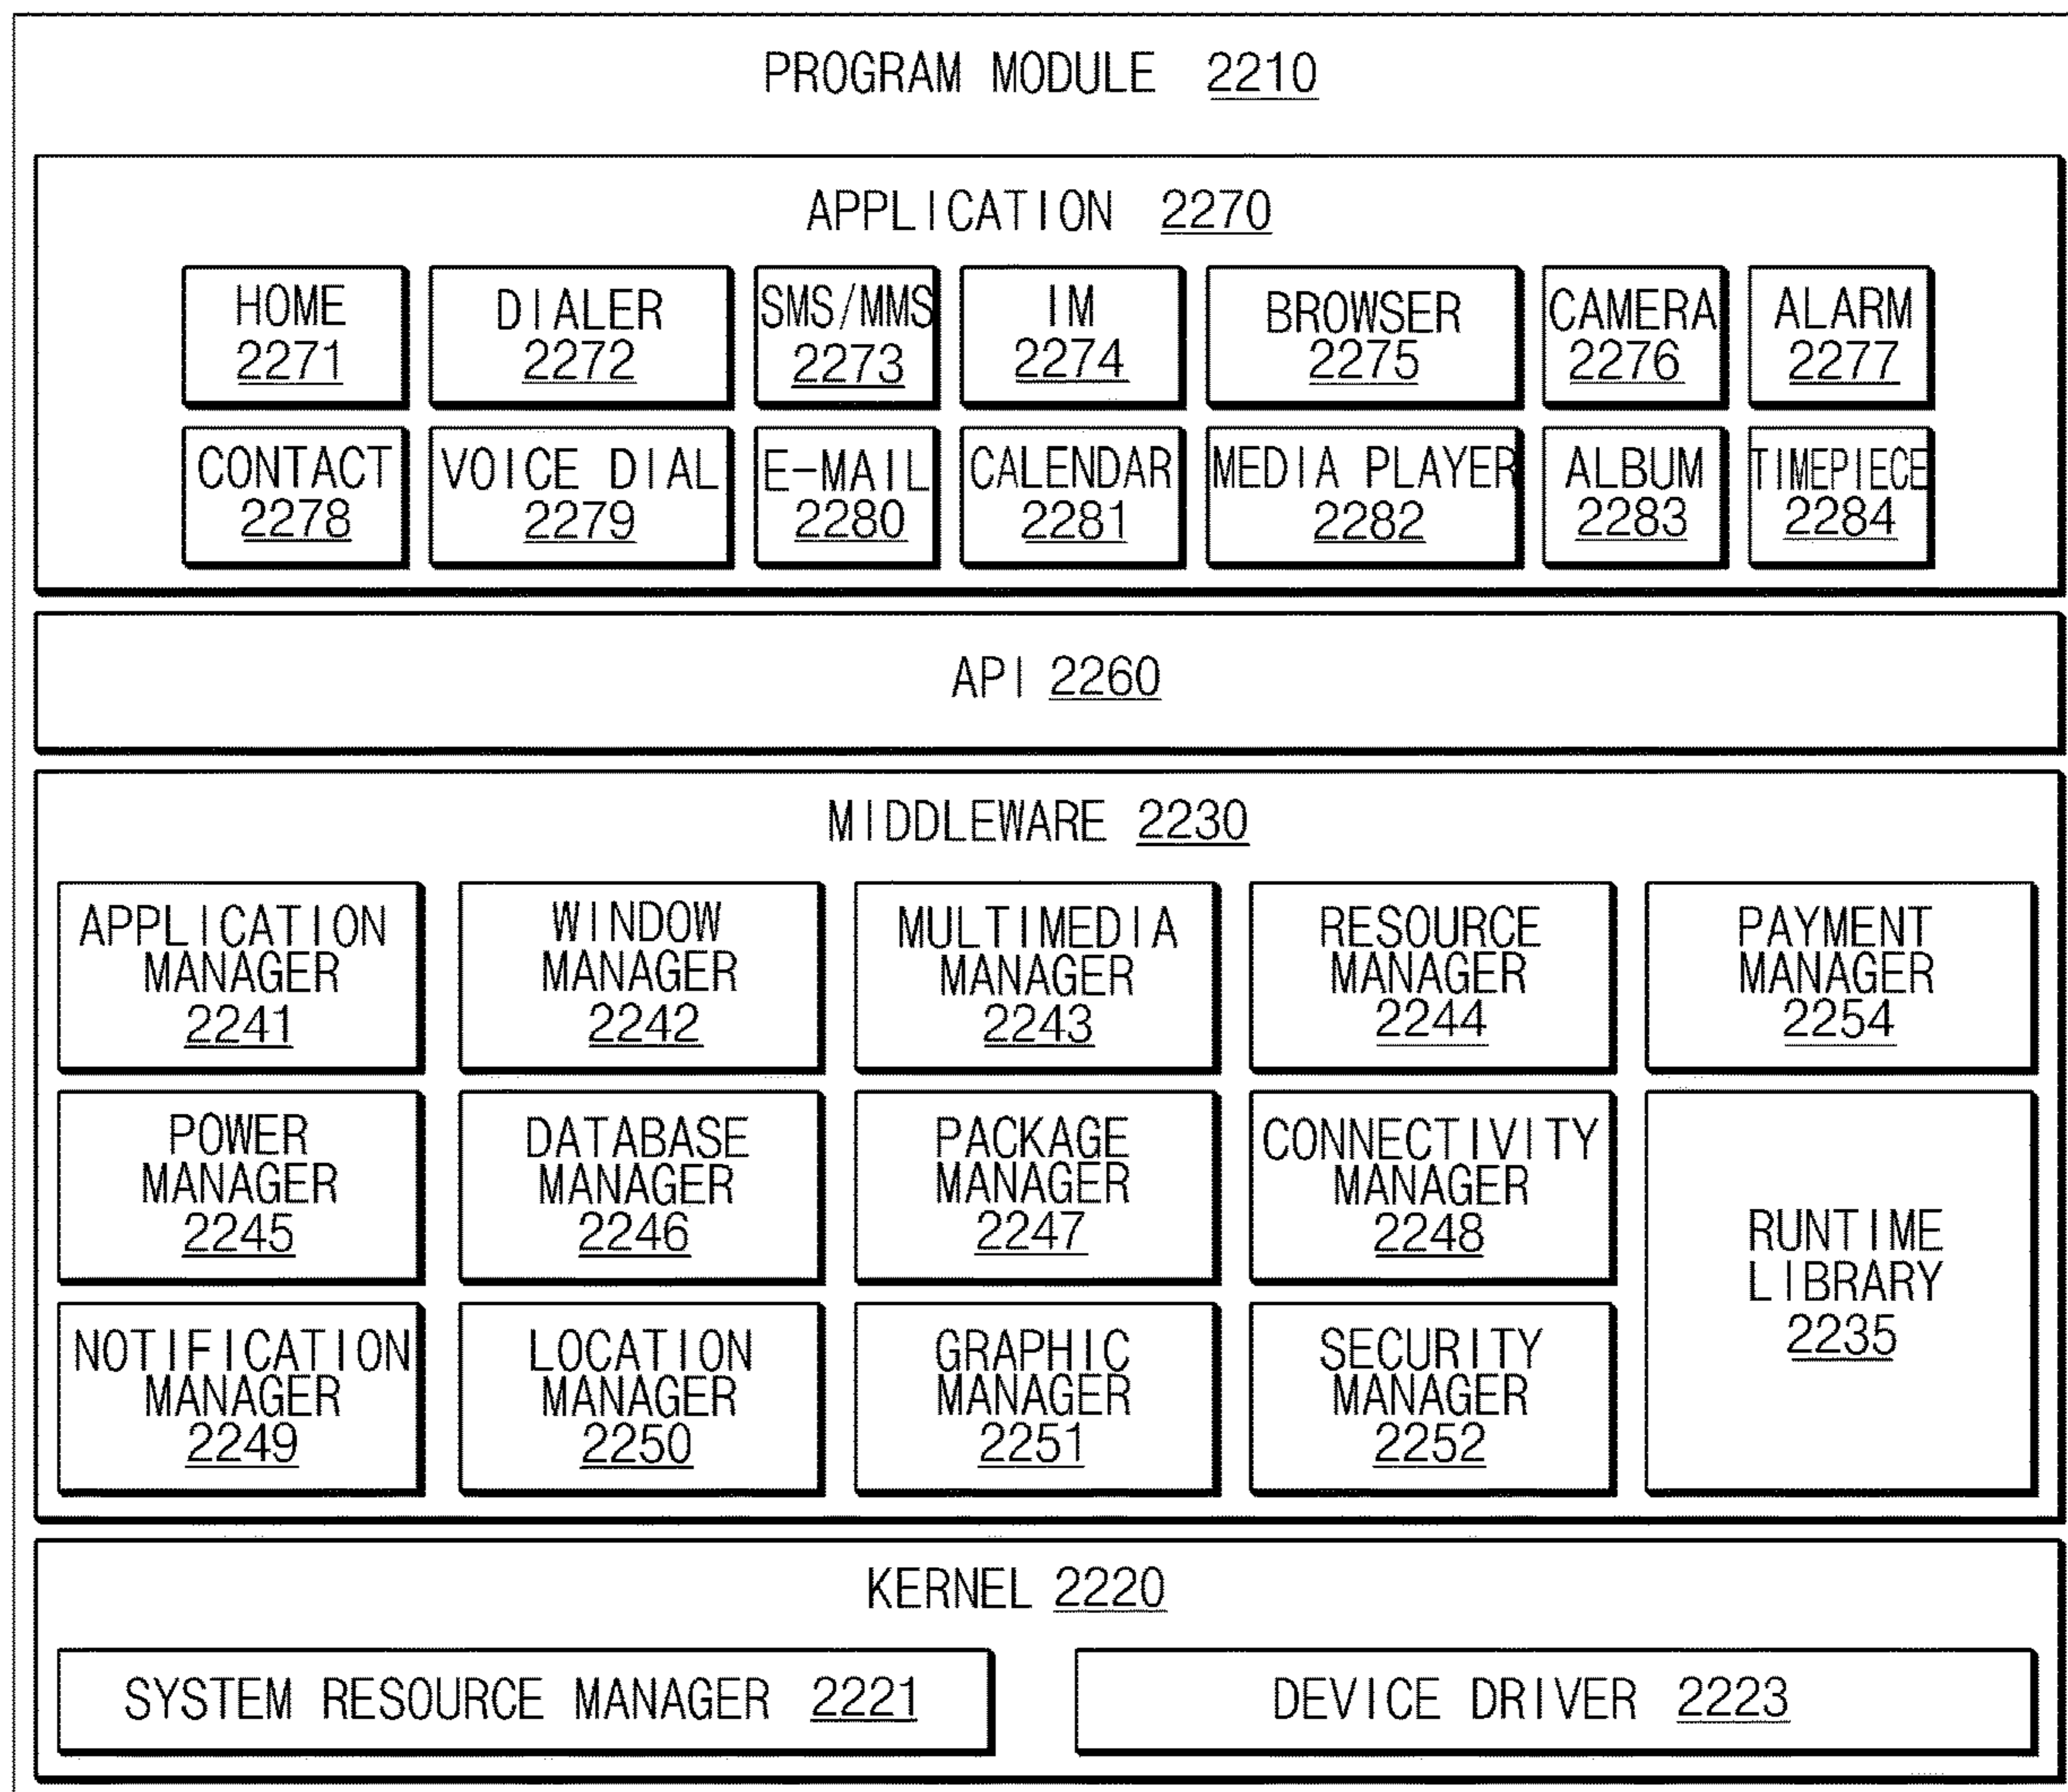 PROGRAM MODULE 2210
APPLICATION 2270
HOME
2271
DIALER
2272
SMS/MMS
2273
IM
2274
BROWSER
2275
CAMERA
2276
ALARM
2277
CONTACT
2278
VOICE DIAL
2279
E-MAIL
2280
CALENDAR
2281
MEDIA PLAYER
2282
ALBUM
2283
TIMEPIECE
2284
API 2260
MIDDLEWARE 2230
APPLICATION
MANAGER
2241
WINDOW
MANAGER
2242
MULTIMEDIA
MANAGER
2243
RESOURCE
MANAGER
2244
PAYMENT
MANAGER
2254
POWER
MANAGER
2245
DATABASE
MANAGER
2246
PACKAGE
MANAGER
2247
CONNECTIVITY
MANAGER
2248
RUNTIME
LIBRARY
2235
NOTIFICATION
MANAGER
2249
LOCATION
MANAGER
2250
GRAPHIC
MANAGER
2251
SECURITY
MANAGER
2252
KERNEL 2220
SYSTEM RESOURCE MANAGER 2221
DEVICE DRIVER 2223